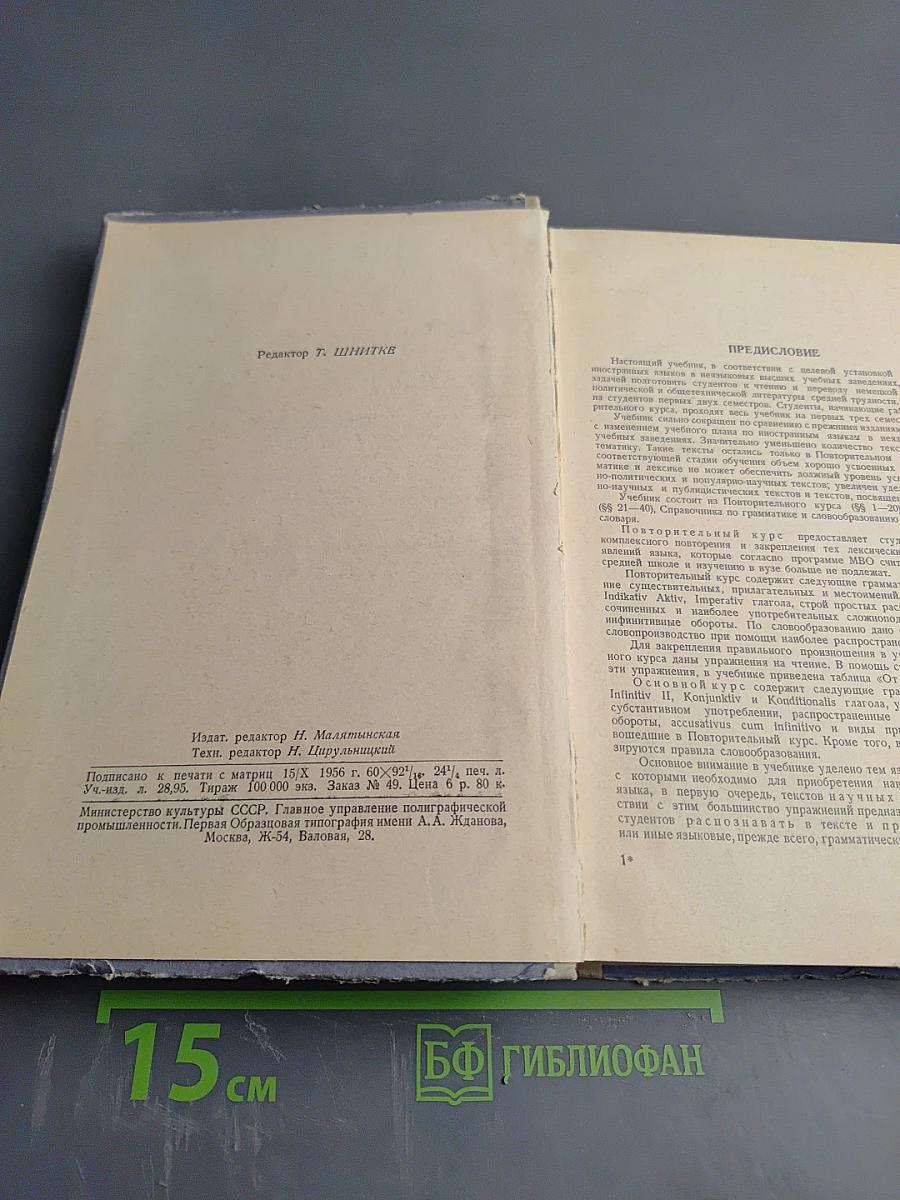 Редактор Т. ШНИТКЕ
Издат. редактор Н. Малятынская
Техн. редактор Н. Цирульницкий
Подписано к печати с матриц 15/X 1956 г. 60×92¹/₁₆. 24¹/₄ печ. л.
Уч.-изд. л. 28,95. Тираж 100 000 экз. Заказ № 49. Цена 6 р. 80 к.
Министерство культуры СССР. Главное управление полиграфической
промышленности. Первая Образцовая типография имени А. А. Жданова,
Москва, Ж-54, Валовая, 28.
ПРЕДИСЛОВИЕ
Настоящий учебник, в соответствии с целевой установкой
иностранных языков в неязыковых высших учебных заведениях,
задачей подготовить студентов к чтению и переводу немецкой
политической и общетехнической литературы средней трудности.
на студентов первых двух семестров. Студенты, начинающие
рительного курса, проходят весь учебник на первых трех
Учебник сильно сокращен по сравнению с прежними изданиями
с изменением учебного плана по иностранным языкам в
учебных заведениях. Значительно уменьшено количество
тематику. Такие тексты остались только в Повторительном
соответствующей стадии обучения объем хорошо усвоенных
матике и лексике не может обеспечить должный уровень
но-политических и популярно-научных текстов; увеличен
но-научных и публицистических текстов и текстов,
Учебник состоит из Повторительного курса (§§ 1—20)
(§§ 21—40), Справочника по грамматике и словообразованию
словаря.
Повторительный курс предоставляет
комплексного повторения и закрепления тех
явлений языка, которые согласно программе МВО
средней школе и изучению в вузе больше не подлежат.
Повторительный курс содержит следующие
ние существительных, прилагательных и местоимений
Indikativ Aktiv, Imperativ глагола, строй простых
сочиненных и наиболее употребительных
инфинитивные обороты. По словообразованию дано
словопроизводство при помощи наиболее
Для закрепления правильного произношения в
ного курса даны упражнения на чтение. В помощь
эти упражнения, в учебнике приведена таблица «От
Основной курс содержит следующие
Infinitiv II, Konjunktiv и Konditionalis глагола,
субстантивном употреблении, распространенные
обороты, accusativus cum infinitivo и виды
вошедшие в Повторительный курс. Кроме того,
зируются правила словообразования.
Основное внимание в учебнике уделено тем
с которыми необходимо для приобретения
языка, в первую очередь, текстов научных
ствии с этим большинство упражнений
студентов распознавать в тексте и
или иные языковые, прежде всего,
1*
15 СМ
БФ ГИБЛИОФАН